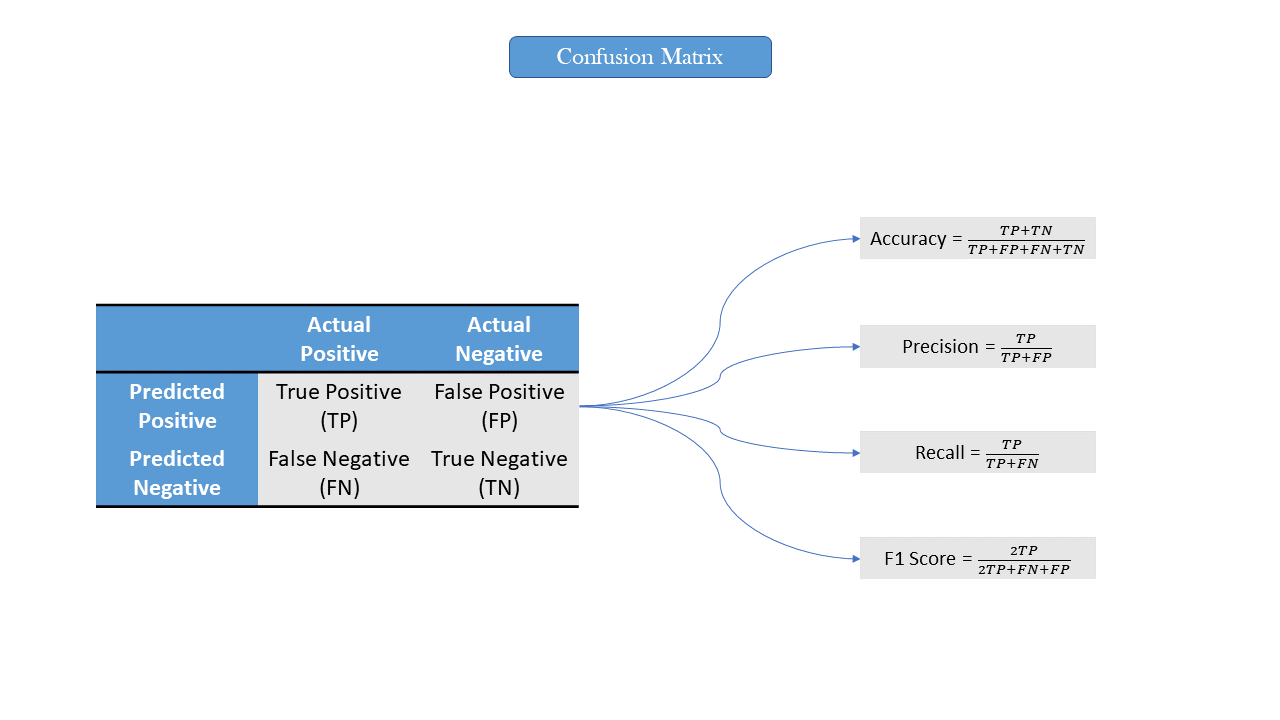 Confusion Matrix
Actual Positive
Actual Negative
Predicted Positive
True Positive (TP)
False Positive (FP)
Predicted Negative
False Negative (FN)
True Negative (TN)
Accuracy = \frac{TP+TN}{TP+FP+FN+TN}
Precision = \frac{TP}{TP+FP}
Recall = \frac{TP}{TP+FN}
F1 Score = \frac{2TP}{2TP+FN+FP}